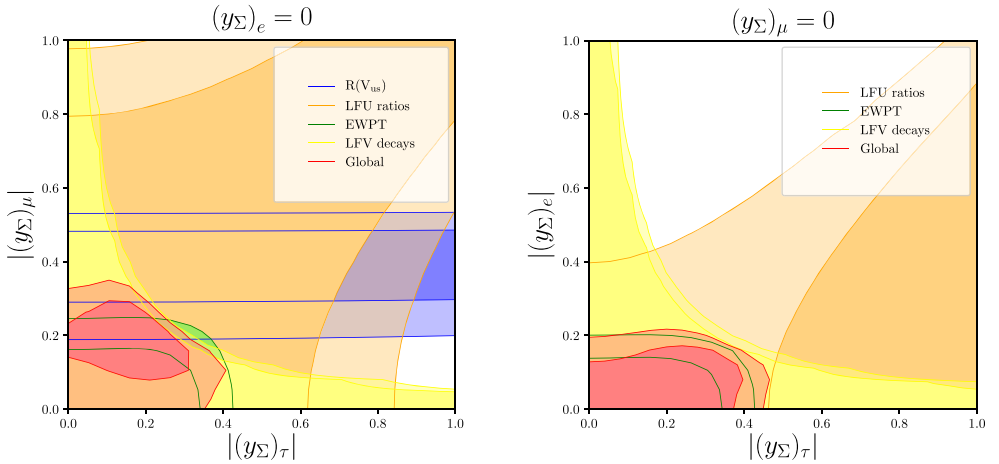 (y_Σ)_e = 0
|(y_Σ)_μ|
1.0
0.8
0.6
0.4
0.2
0.0
R(V_us)
LFU ratios
EWPT
LFV decays
Global
0.0 0.2 0.4 0.6 0.8 1.0
|(y_Σ)_τ|
(y_Σ)_μ = 0
|(y_Σ)_e|
1.0
0.8
0.6
0.4
0.2
0.0
LFU ratios
EWPT
LFV decays
Global
0.0 0.2 0.4 0.6 0.8 1.0
|(y_Σ)_τ|